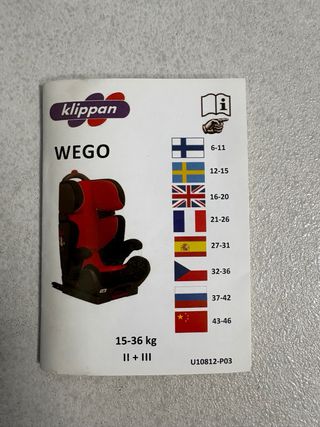 klippan
WEGO
6-11
12-15
16-20
21-26
27-31
32-36
37-42
43-46
15-36 kg
II + III
U10812-P03